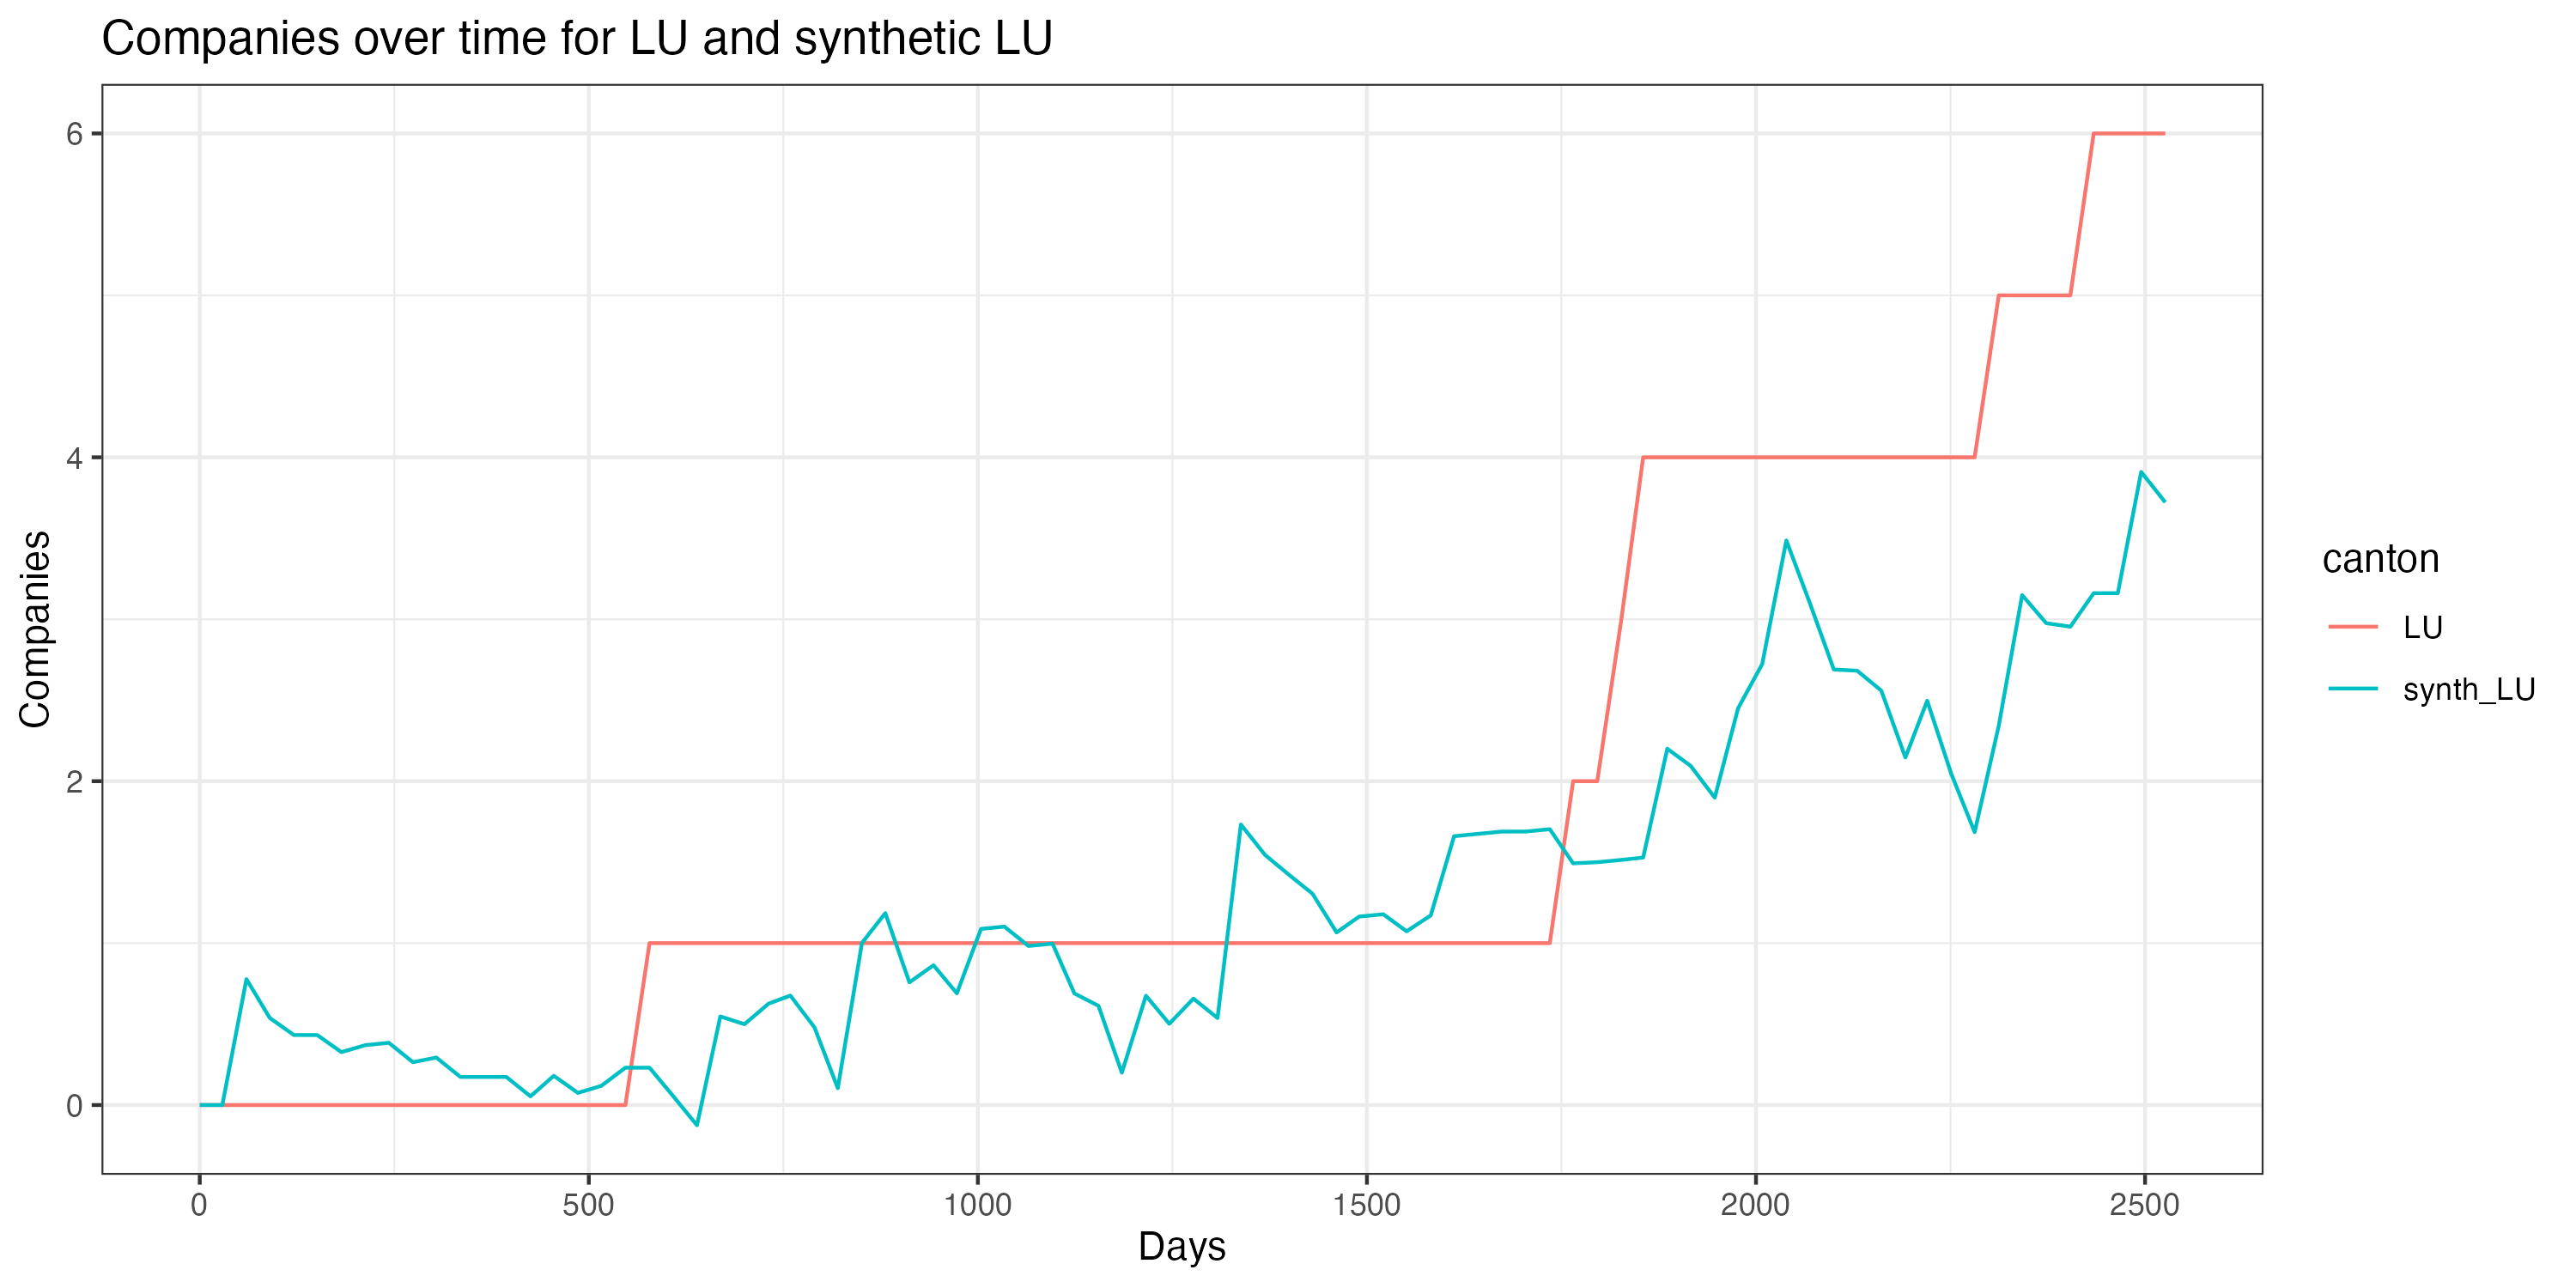 Companies over time for LU and synthetic LU
6
4
2
0
Companies
0 500 1000 1500 2000 2500
Days
canton
LU
synth_LU